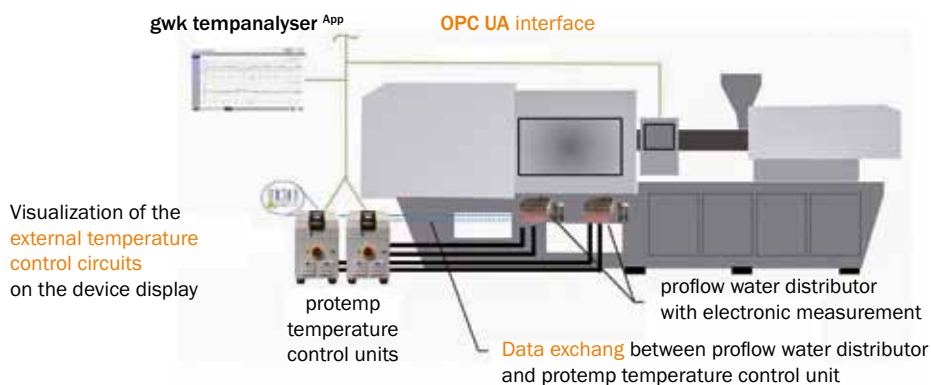 gwk tempanalyser App
OPC UA interface
Visualization of the
external temperature
control circuits
on the device display
protemp
temperature
control units
proflow water distributor
with electronic measurement
Data exchang between proflow water distributor
and protemp temperature control unit